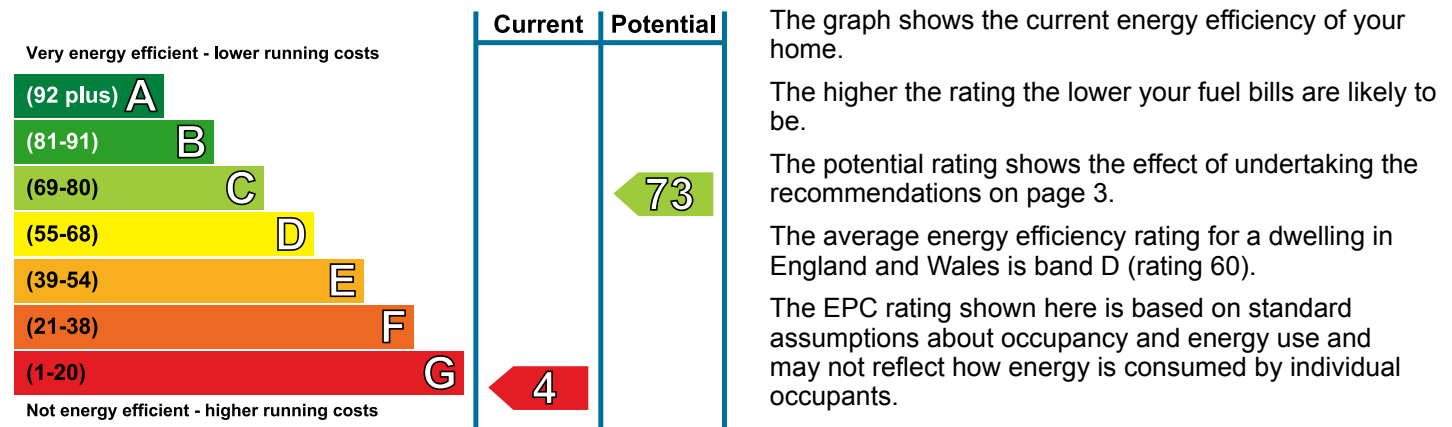 Current Potential
Very energy efficient - lower running costs
(92 plus) A
(81-91) B
(69-80) C
73
(55-68) D
(39-54) E
(21-38) F
(1-20) G
4
Not energy efficient - higher running costs
The graph shows the current energy efficiency of your
home.
The higher the rating the lower your fuel bills are likely to
be.
The potential rating shows the effect of undertaking the
recommendations on page 3.
The average energy efficiency rating for a dwelling in
England and Wales is band D (rating 60).
The EPC rating shown here is based on standard
assumptions about occupancy and energy use and
may not reflect how energy is consumed by individual
occupants.